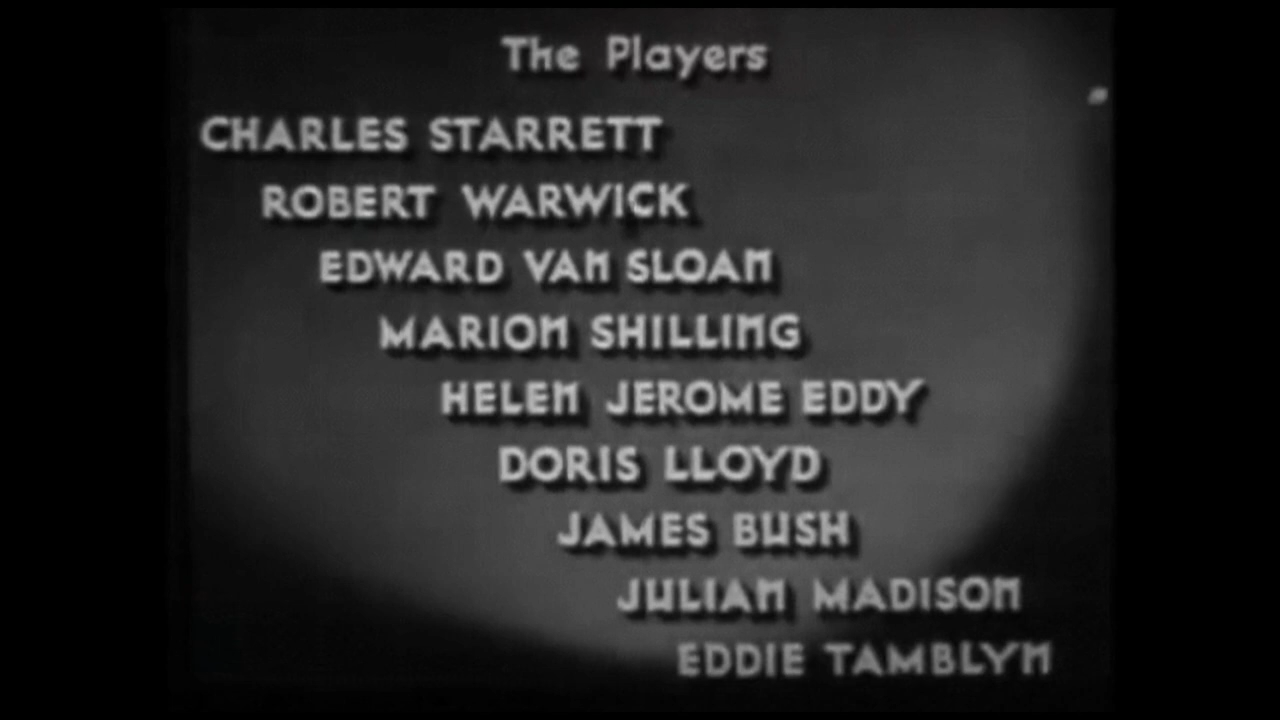 The Players
CHARLES STARRETT
ROBERT WARWICK
EDWARD VAN SLOAN
MARION SHILLING
HELEN JEROME EDDY
DORIS LLOYD
JAMES BUSH
JULIAN MADISON
EDDIE TAMBLYN